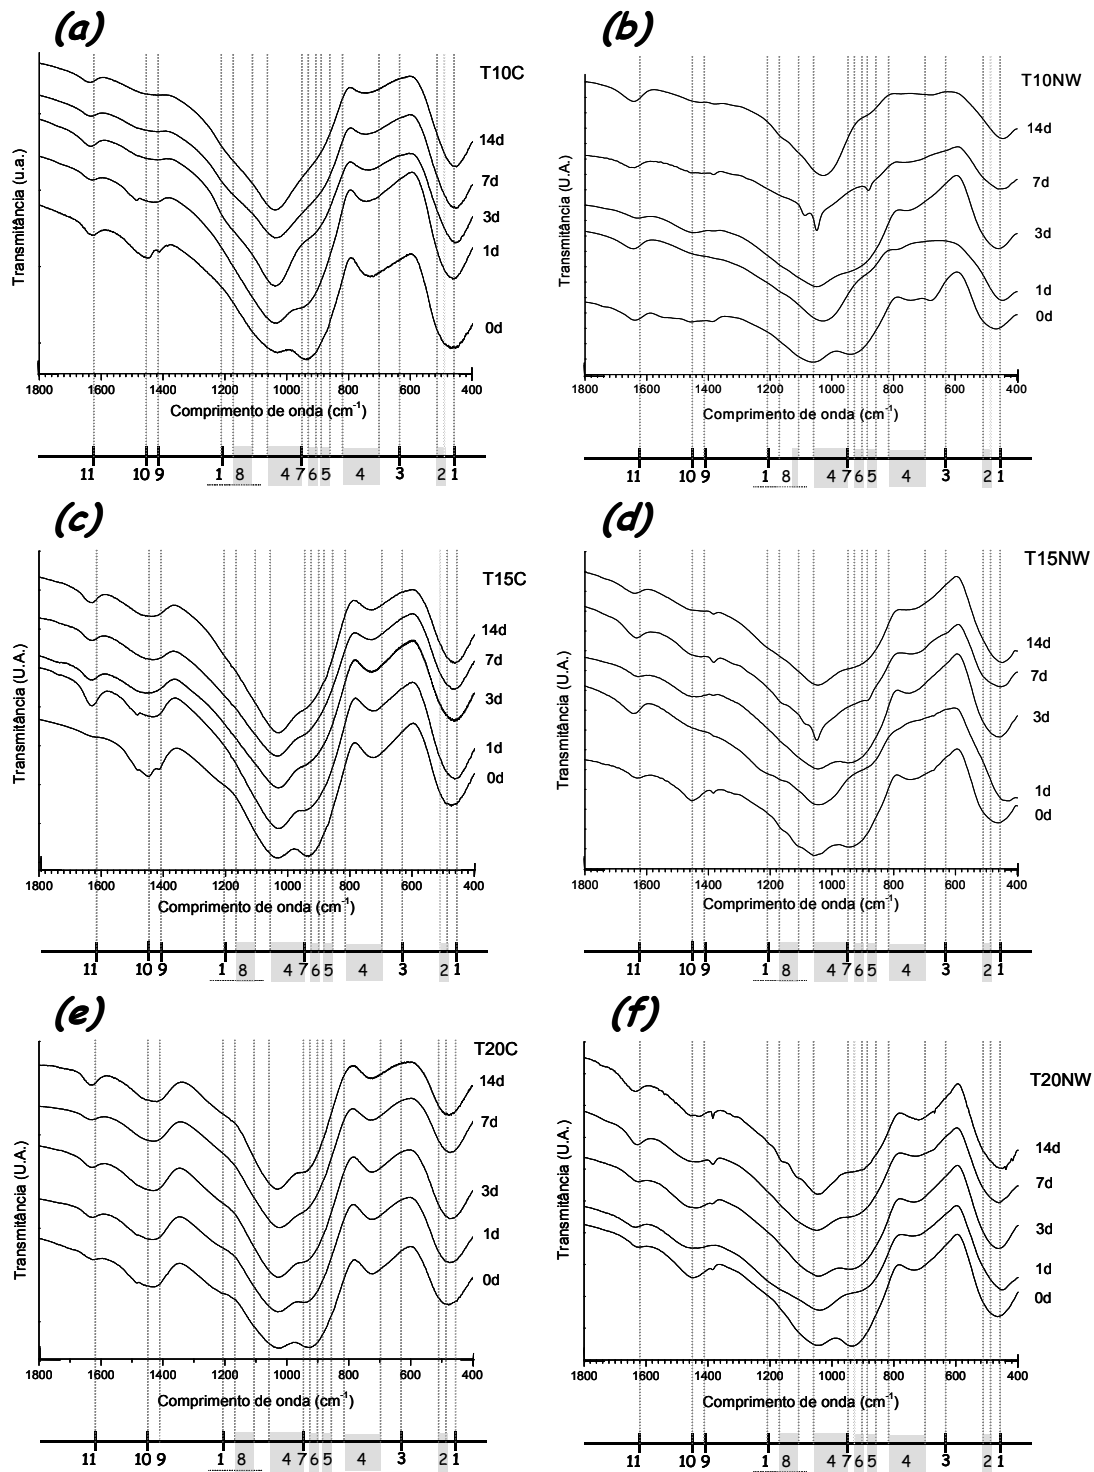 (a)
T10C
14d
7d
3d
1d
0d
Transmitância (u.a.)
1800 1600 1400 1200 1000 800 600 400
Comprimento de onda (cm-1)
11 10 9 1 8 4 7 6 5 4 3 2 1
(b)
T10NW
14d
7d
3d
1d
0d
Transmitância (U.A.)
1800 1600 1400 1200 1000 800 600 400
Comprimento de onda (cm-1)
11 10 9 1 8 4 7 6 5 4 3 2 1
(c)
T15C
14d
7d
3d
1d
0d
Transmitância (U.A.)
1800 1600 1400 1200 1000 800 600 400
Comprimento de onda (cm-1)
11 10 9 1 8 4 7 6 5 4 3 2 1
(d)
T15NW
14d
7d
3d
1d
0d
Transmitância (U.A.)
1800 1600 1400 1200 1000 800 600 400
Comprimento de onda (cm-1)
11 10 9 1 8 4 7 6 5 4 3 2 1
(e)
T20C
14d
7d
3d
1d
0d
Transmitância (U.A.)
1800 1600 1400 1200 1000 800 600 400
Comprimento de onda (cm-1)
11 10 9 1 8 4 7 6 5 4 3 2 1
(f)
T20NW
14d
7d
3d
1d
0d
Transmitância (U.A.)
1800 1600 1400 1200 1000 800 600 400
Comprimento de onda (cm-1)
11 10 9 1 8 4 7 6 5 4 3 2 1